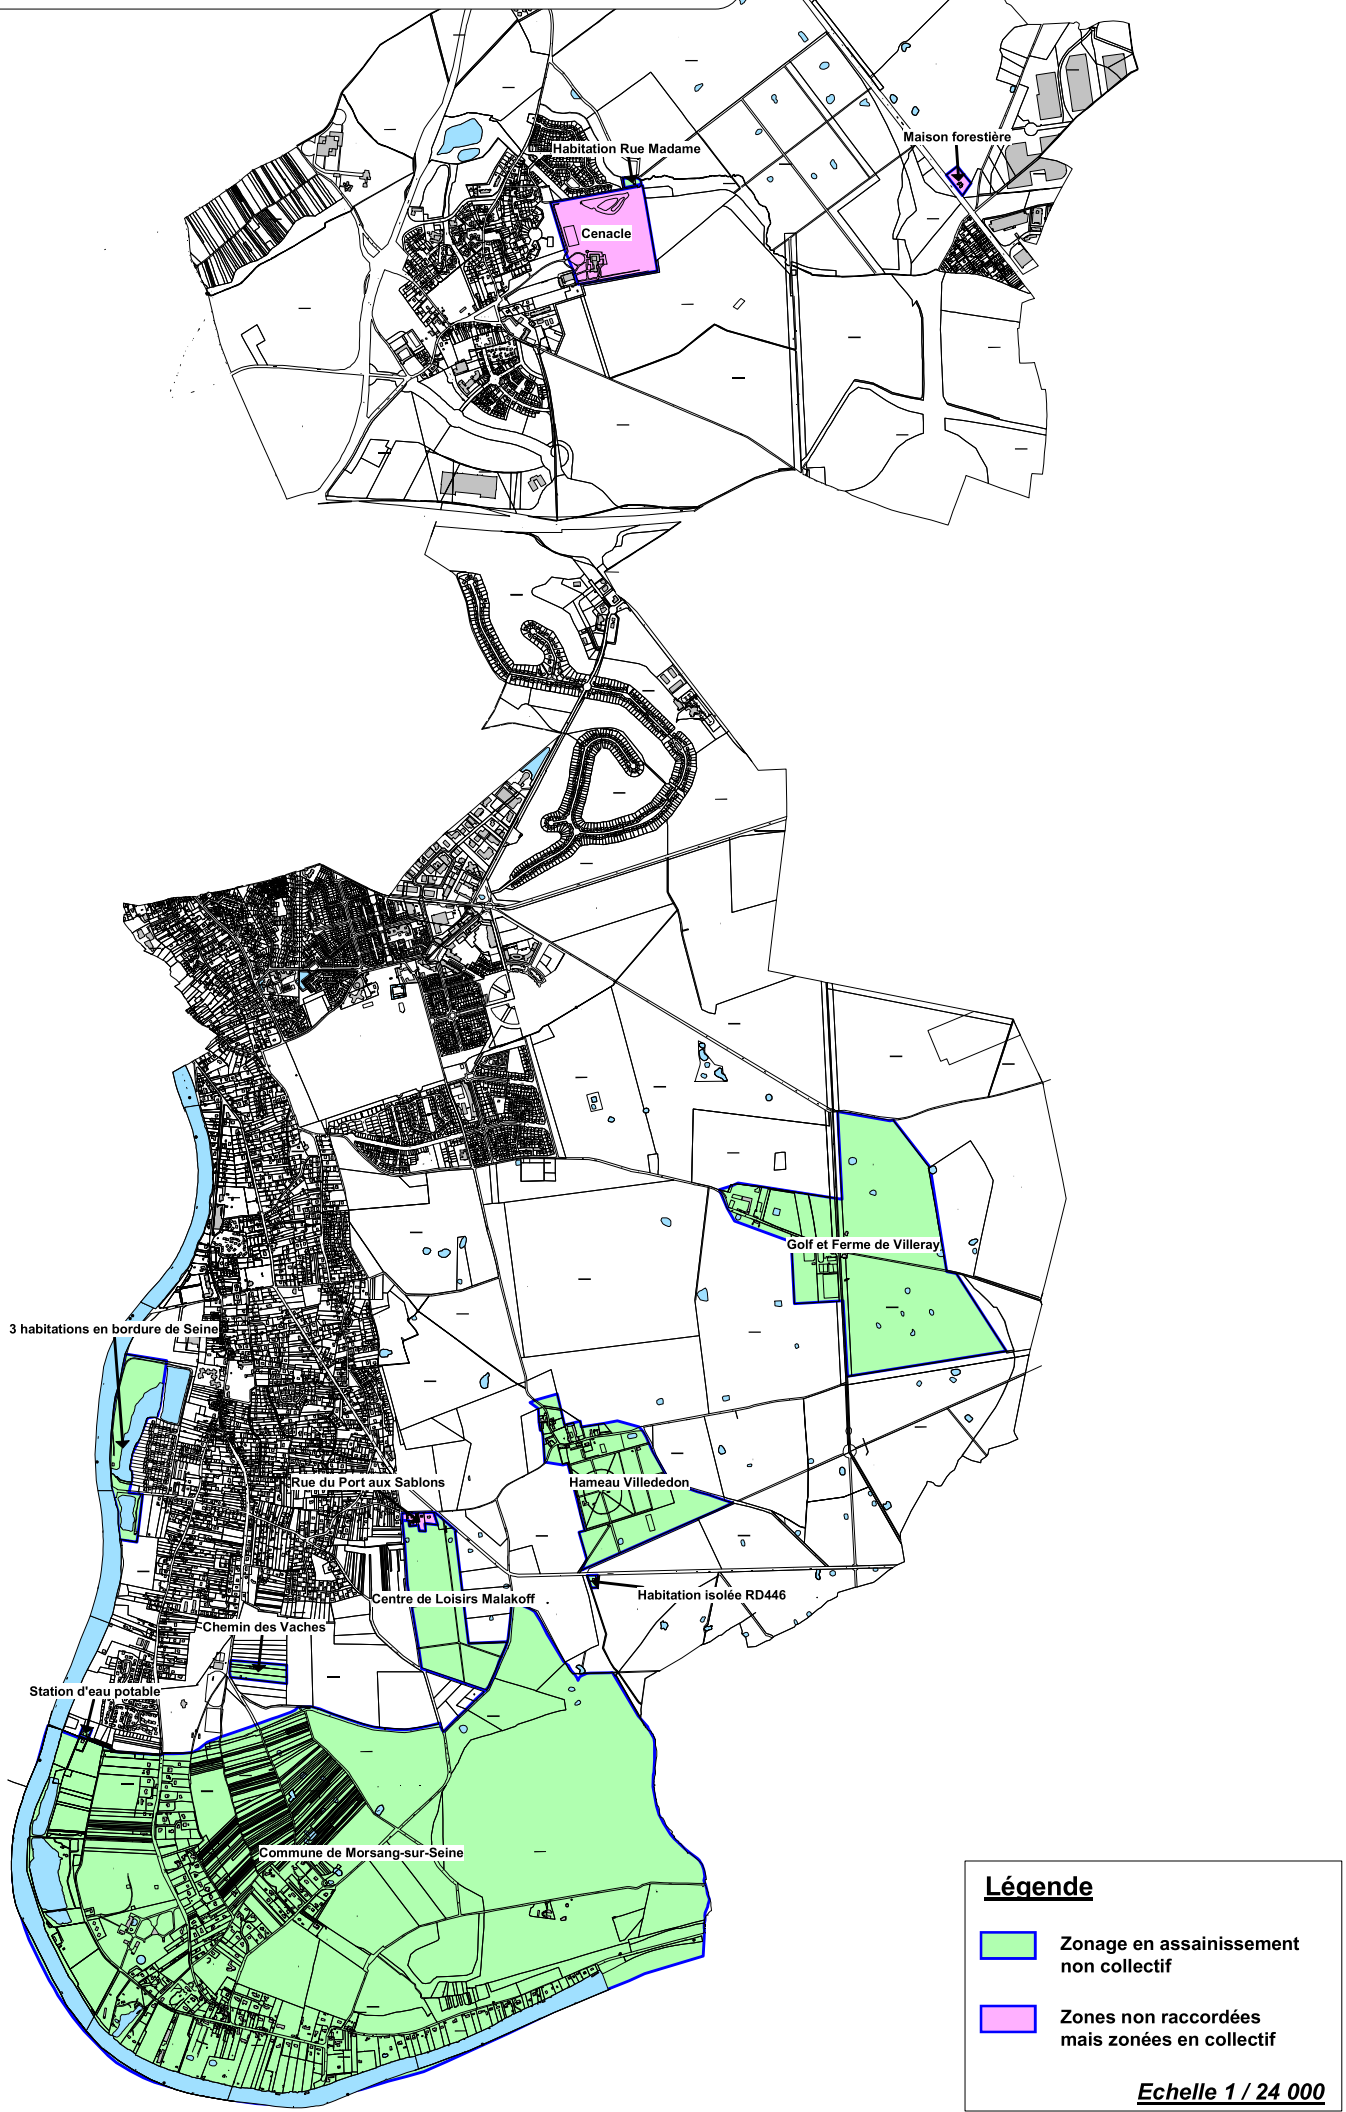 Maison forestière
Habitation Rue Madame
Cenacle
Golf et Ferme de Villeray
3 habitations en bordure de Seine
Rue du Port aux Sablons
Hameau Villededon
Centre de Loisirs Malakoff
Habitation isolée RD446
Chemin des Vaches
Station d'eau potable
Commune de Morsang-sur-Seine
Légende
Zonage en assainissement
non collectif
Zones non raccordées
mais zonées en collectif
Echelle 1 / 24 000